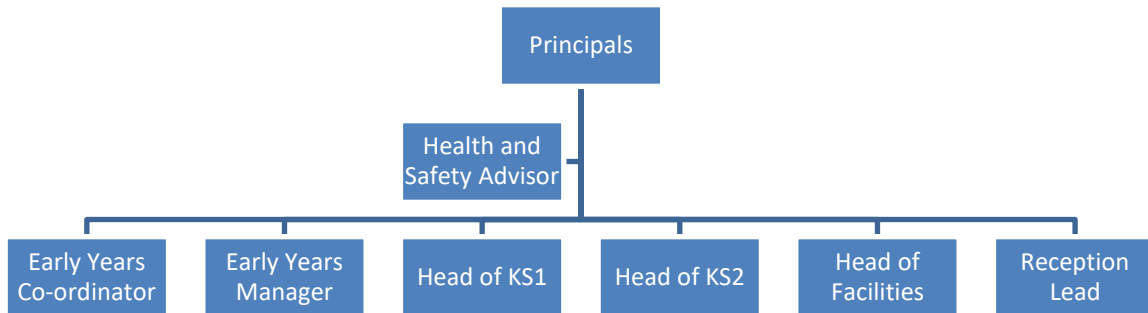 Principals
Health and
Safety Advisor
Early Years
Co-ordinator
Early Years
Manager
Head of KS1
Head of KS2
Head of
Facilities
Reception
Lead